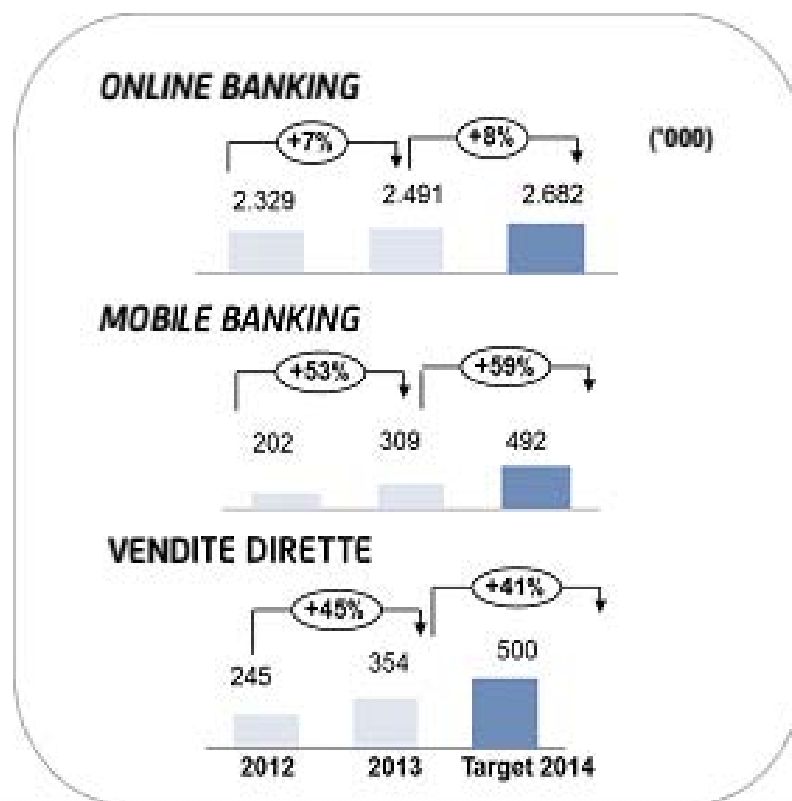 ONLINE BANKING
+7% +8% ('000)
2.329 2.491 2.682
MOBILE BANKING
+53% +59%
202 309 492
VENDITE DIRETTE
+45% +41%
245 354 500
2012 2013 Target 2014